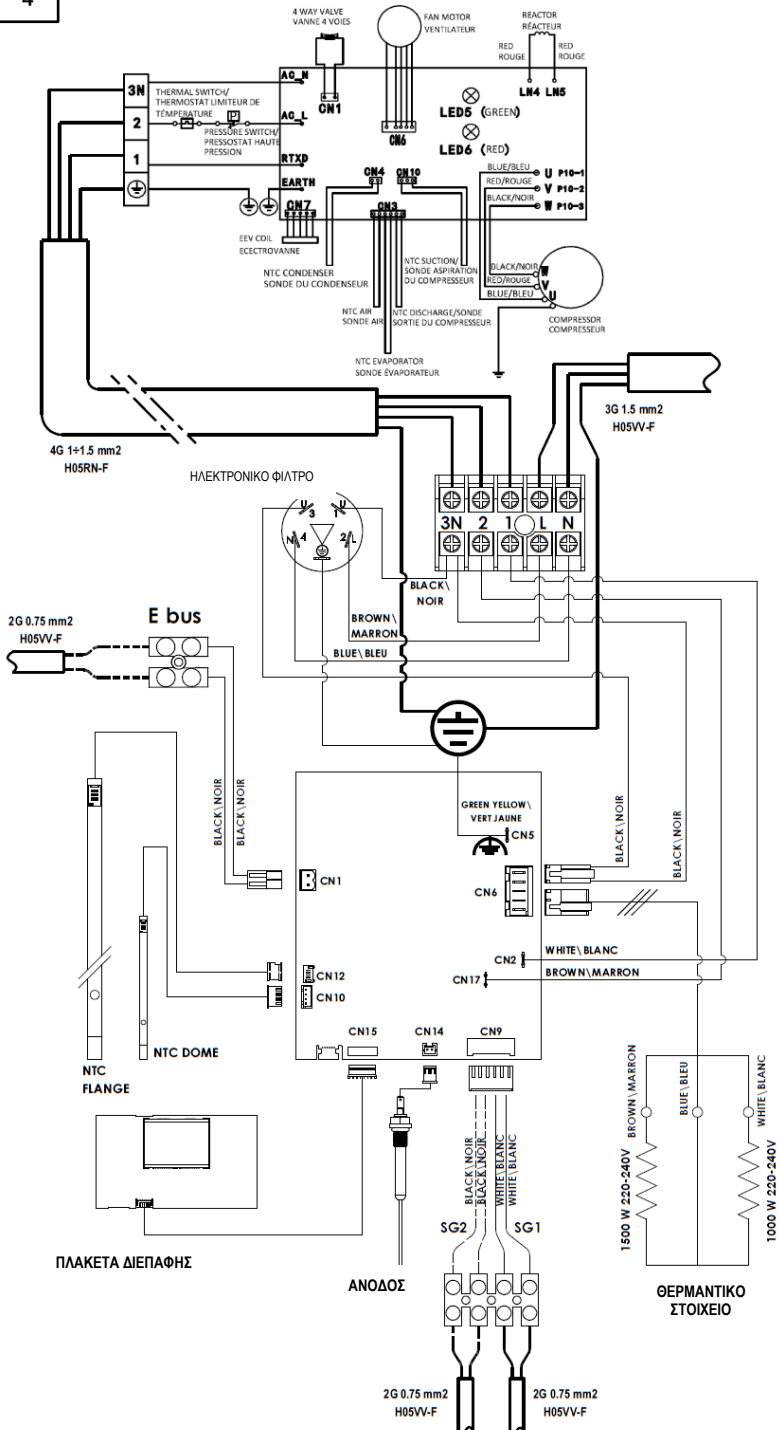 4
4 WAY VALVE
VANNE 4 VOIES
FAN MOTOR
VENTILATEUR
REACTOR
RÉACTEUR
RED
ROUGE
RED
ROUGE
3N
THERMAL SWITCH/
THERMOSTAT LIMITEUR DE
TÉMPÉRATURE
2
P
PRESSURE SWITCH/
PRESSOSTAT HAUTE
PRESSION
1
AC_N
AC_L
RTXD
EARTH
CN1
CN6
LN4 LN5
LED5 (GREEN)
LED6 (RED)
CN4
CN10
CN7
CN3
BLUE/BLEU
U P10-1
RED/ROUGE
V P10-2
BLACK/NOIR
W P10-3
EEV COIL
ECECTROVANNE
NTC CONDENSER
SONDE DU CONDENSEUR
NTC SUCTION/
SONDE ASPIRATION
DU COMPRESSEUR
NTC AIR
SONDE AIR
NTC DISCHARGE/SONDE
SORTIE DU COMPRESSEUR
NTC EVAPORATOR
SONDE ÉVAPORATEUR
BLACK/NOIR
W
RED/ROUGE
V
BLUE/BLEU
U
COMPRESSOR
COMPRESSEUR
3G 1.5 mm2
H05VV-F
4G 1÷1.5 mm2
H05RN-F
ΗΛΕΚΤΡΟΝΙΚΟ ΦΙΛΤΡΟ
U
3
U
1
N
4
2
L
3N 2 1 L N
BLACK\
NOIR
BROWN\
MARRON
BLUE\BLEU
2G 0.75 mm2
H05VV-F
E bus
BLACK\NOIR
BLACK\NOIR
GREEN YELLOW\
VERT JAUNE
CN5
BLACK\NOIR
BLACK\NOIR
CN1
CN6
CN2
WHITE\BLANC
CN17
BROWN\MARRON
CN12
CN10
CN15
CN14
CN9
NTC
FLANGE
NTC DOME
BROWN\MARRON
BLUE\BLEU
WHITE\BLANC
1500 W 220-240V
1000 W 220-240V
BLACK\NOIR
BLACK\NOIR
WHITE\BLANC
WHITE\BLANC
SG2
SG1
ΠΛΑΚΕΤΑ ΔΙΕΠΑΦΗΣ
ΑΝΟΔΟΣ
ΘΕΡΜΑΝΤΙΚΟ
ΣΤΟΙΧΕΙΟ
2G 0.75 mm2
H05VV-F
2G 0.75 mm2
H05VV-F